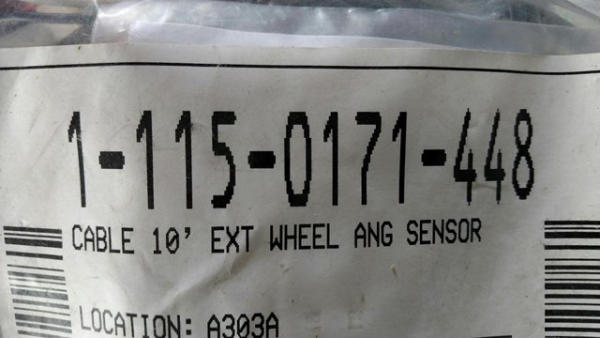 1-115-0171-448
CABLE 10' EXT WHEEL ANG SENSOR
LOCATION: A303A